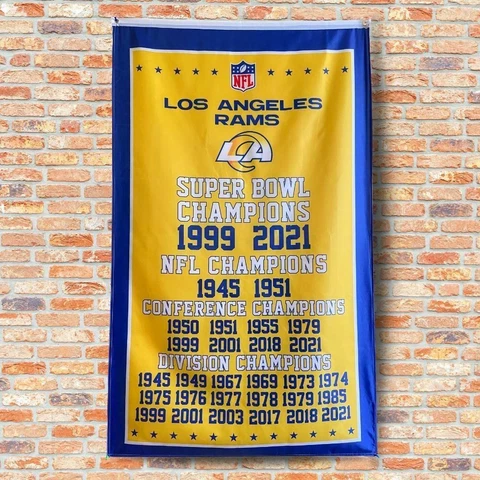 NFL
LOS ANGELES
RAMS
LA
SUPER BOWL
CHAMPIONS
1999 2021
NFL CHAMPIONS
1945 1951
CONFERENCE CHAMPIONS
1950 1951 1955 1979
1999 2001 2018 2021
DIVISION CHAMPIONS
1945 1949 1967 1969 1973 1974
1975 1976 1977 1978 1979 1985
1999 2001 2003 2017 2018 2021